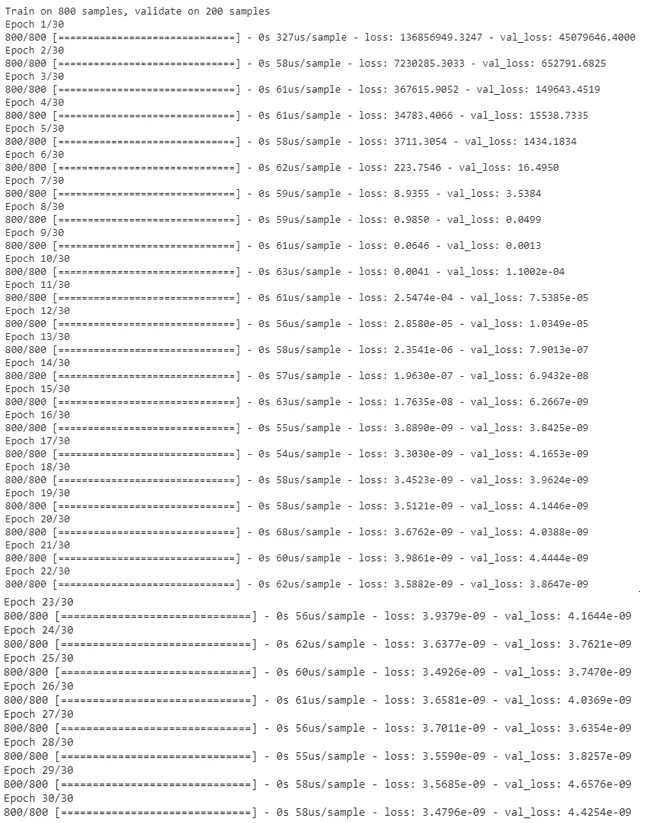 Train on 800 samples, validate on 200 samples
Epoch 1/30
800/800 [==============================] - 0s 327us/sample - loss: 136856949.3247 - val_loss: 45079646.4000
Epoch 2/30
800/800 [==============================] - 0s 58us/sample - loss: 7230285.3033 - val_loss: 652791.6825
Epoch 3/30
800/800 [==============================] - 0s 61us/sample - loss: 367615.9052 - val_loss: 149643.4519
Epoch 4/30
800/800 [==============================] - 0s 61us/sample - loss: 34783.4066 - val_loss: 15538.7335
Epoch 5/30
800/800 [==============================] - 0s 58us/sample - loss: 3711.3054 - val_loss: 1434.1834
Epoch 6/30
800/800 [==============================] - 0s 62us/sample - loss: 223.7546 - val_loss: 16.4950
Epoch 7/30
800/800 [==============================] - 0s 59us/sample - loss: 8.9355 - val_loss: 3.5384
Epoch 8/30
800/800 [==============================] - 0s 59us/sample - loss: 0.9850 - val_loss: 0.0499
Epoch 9/30
800/800 [==============================] - 0s 61us/sample - loss: 0.0646 - val_loss: 0.0013
Epoch 10/30
800/800 [==============================] - 0s 63us/sample - loss: 0.0041 - val_loss: 1.1002e-04
Epoch 11/30
800/800 [==============================] - 0s 61us/sample - loss: 2.5474e-04 - val_loss: 7.5385e-05
Epoch 12/30
800/800 [==============================] - 0s 56us/sample - loss: 2.8580e-05 - val_loss: 1.0349e-05
Epoch 13/30
800/800 [==============================] - 0s 58us/sample - loss: 2.3541e-06 - val_loss: 7.9013e-07
Epoch 14/30
800/800 [==============================] - 0s 57us/sample - loss: 1.9630e-07 - val_loss: 6.9432e-08
Epoch 15/30
800/800 [==============================] - 0s 63us/sample - loss: 1.7635e-08 - val_loss: 6.2667e-09
Epoch 16/30
800/800 [==============================] - 0s 55us/sample - loss: 3.8890e-09 - val_loss: 3.8425e-09
Epoch 17/30
800/800 [==============================] - 0s 54us/sample - loss: 3.3030e-09 - val_loss: 4.1653e-09
Epoch 18/30
800/800 [==============================] - 0s 58us/sample - loss: 3.4523e-09 - val_loss: 3.9624e-09
Epoch 19/30
800/800 [==============================] - 0s 58us/sample - loss: 3.5121e-09 - val_loss: 4.1446e-09
Epoch 20/30
800/800 [==============================] - 0s 68us/sample - loss: 3.6762e-09 - val_loss: 4.0388e-09
Epoch 21/30
800/800 [==============================] - 0s 60us/sample - loss: 3.9861e-09 - val_loss: 4.4444e-09
Epoch 22/30
800/800 [==============================] - 0s 62us/sample - loss: 3.5882e-09 - val_loss: 3.8647e-09
Epoch 23/30
800/800 [==============================] - 0s 56us/sample - loss: 3.9379e-09 - val_loss: 4.1644e-09
Epoch 24/30
800/800 [==============================] - 0s 62us/sample - loss: 3.6377e-09 - val_loss: 3.7621e-09
Epoch 25/30
800/800 [==============================] - 0s 60us/sample - loss: 3.4926e-09 - val_loss: 3.7470e-09
Epoch 26/30
800/800 [==============================] - 0s 61us/sample - loss: 3.6581e-09 - val_loss: 4.0369e-09
Epoch 27/30
800/800 [==============================] - 0s 56us/sample - loss: 3.7011e-09 - val_loss: 3.6354e-09
Epoch 28/30
800/800 [==============================] - 0s 55us/sample - loss: 3.5590e-09 - val_loss: 3.8257e-09
Epoch 29/30
800/800 [==============================] - 0s 58us/sample - loss: 3.5685e-09 - val_loss: 4.6576e-09
Epoch 30/30
800/800 [==============================] - 0s 58us/sample - loss: 3.4796e-09 - val_loss: 4.4254e-09